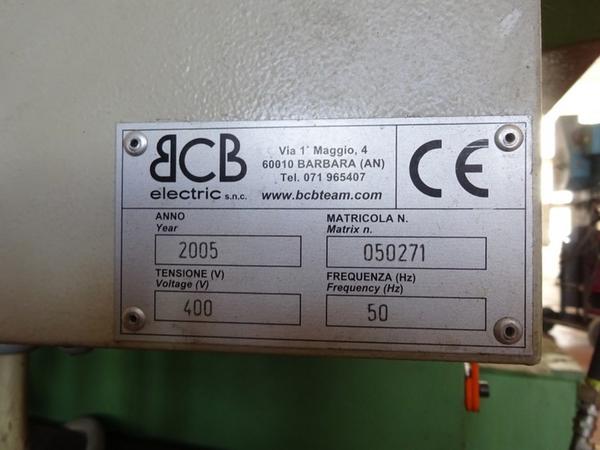 BCB
electric s.n.c.
Via 1° Maggio, 4
60010 BARBARA (AN)
Tel. 071 965407
www.bcbteam.com
CE
ANNO
Year
2005
MATRICOLA N.
Matrix n.
050271
TENSIONE (V)
Voltage (V)
400
FREQUENZA (Hz)
Frequency (Hz)
50